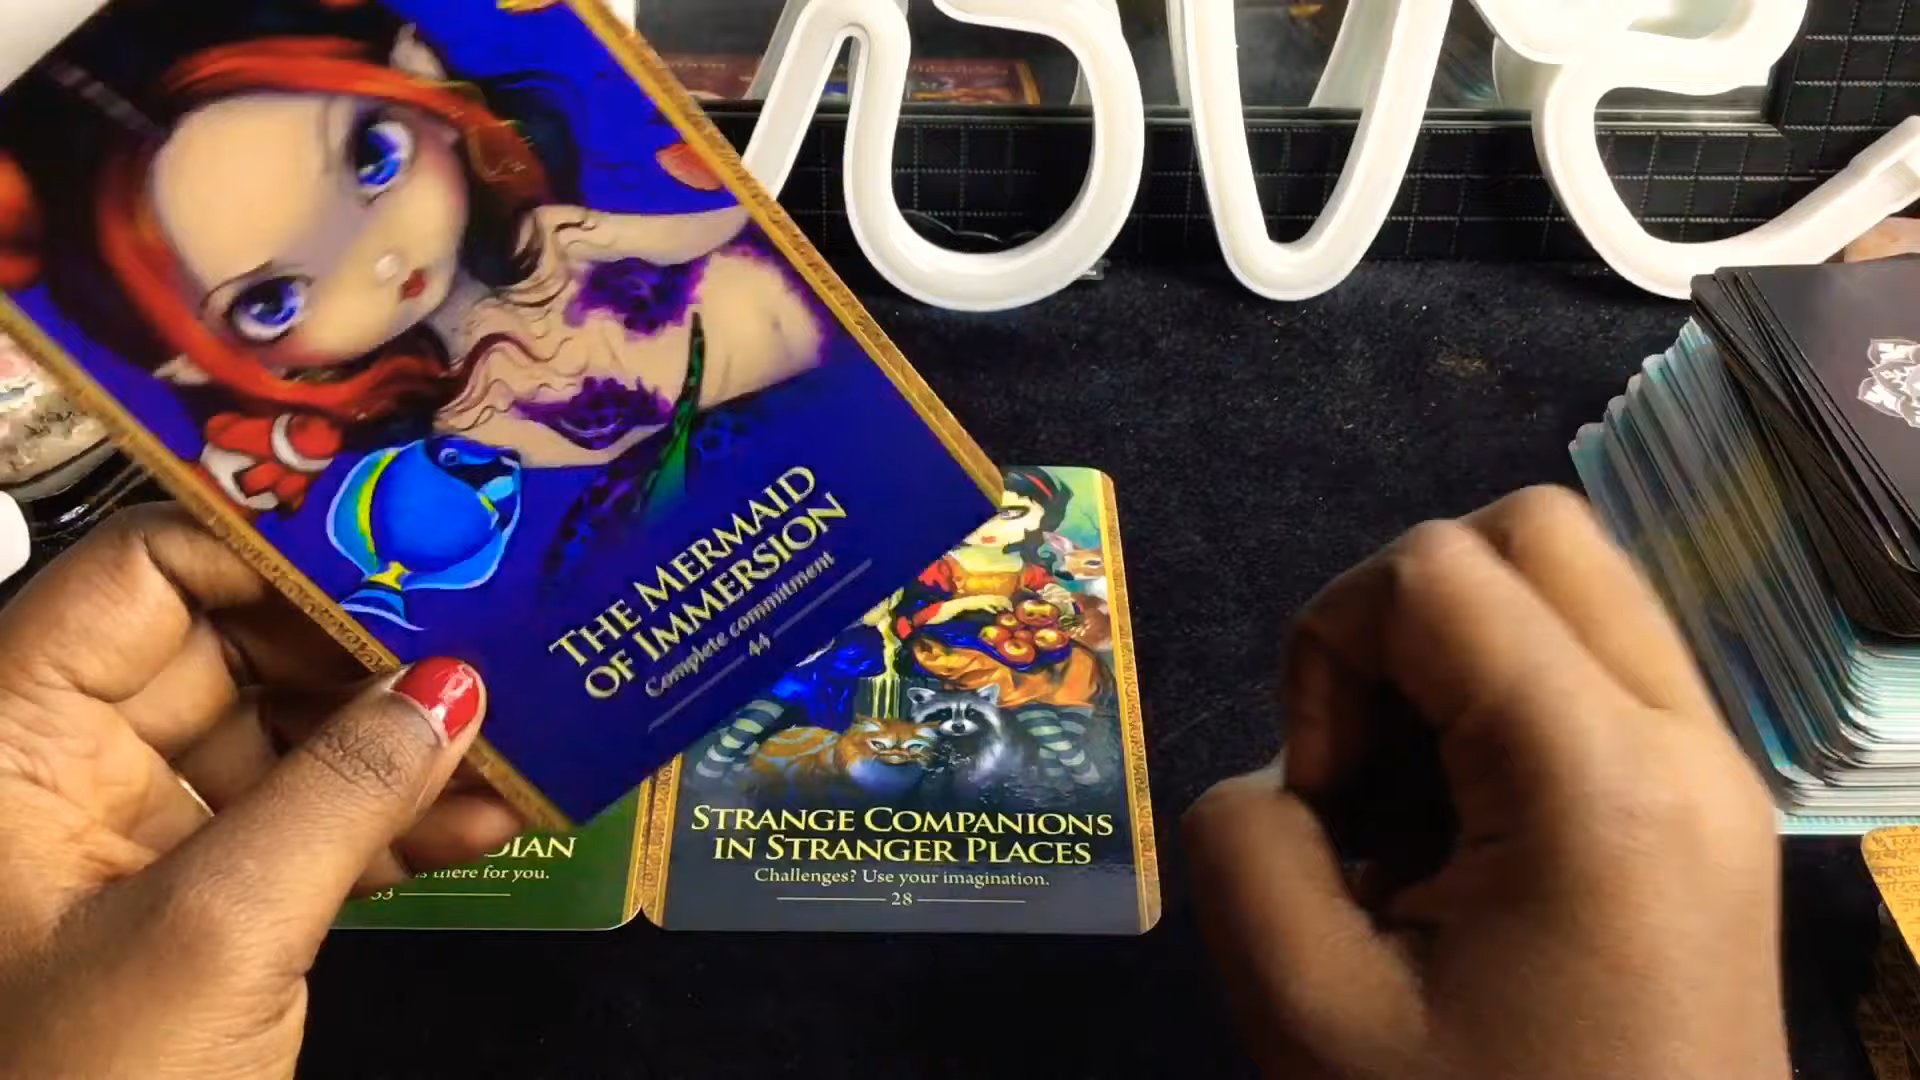 THE MERMAID
OF IMMERSION
Complete commitment
44
DIAN
is there for you.
33
STRANGE COMPANIONS
IN STRANGER PLACES
Challenges? Use your imagination.
28